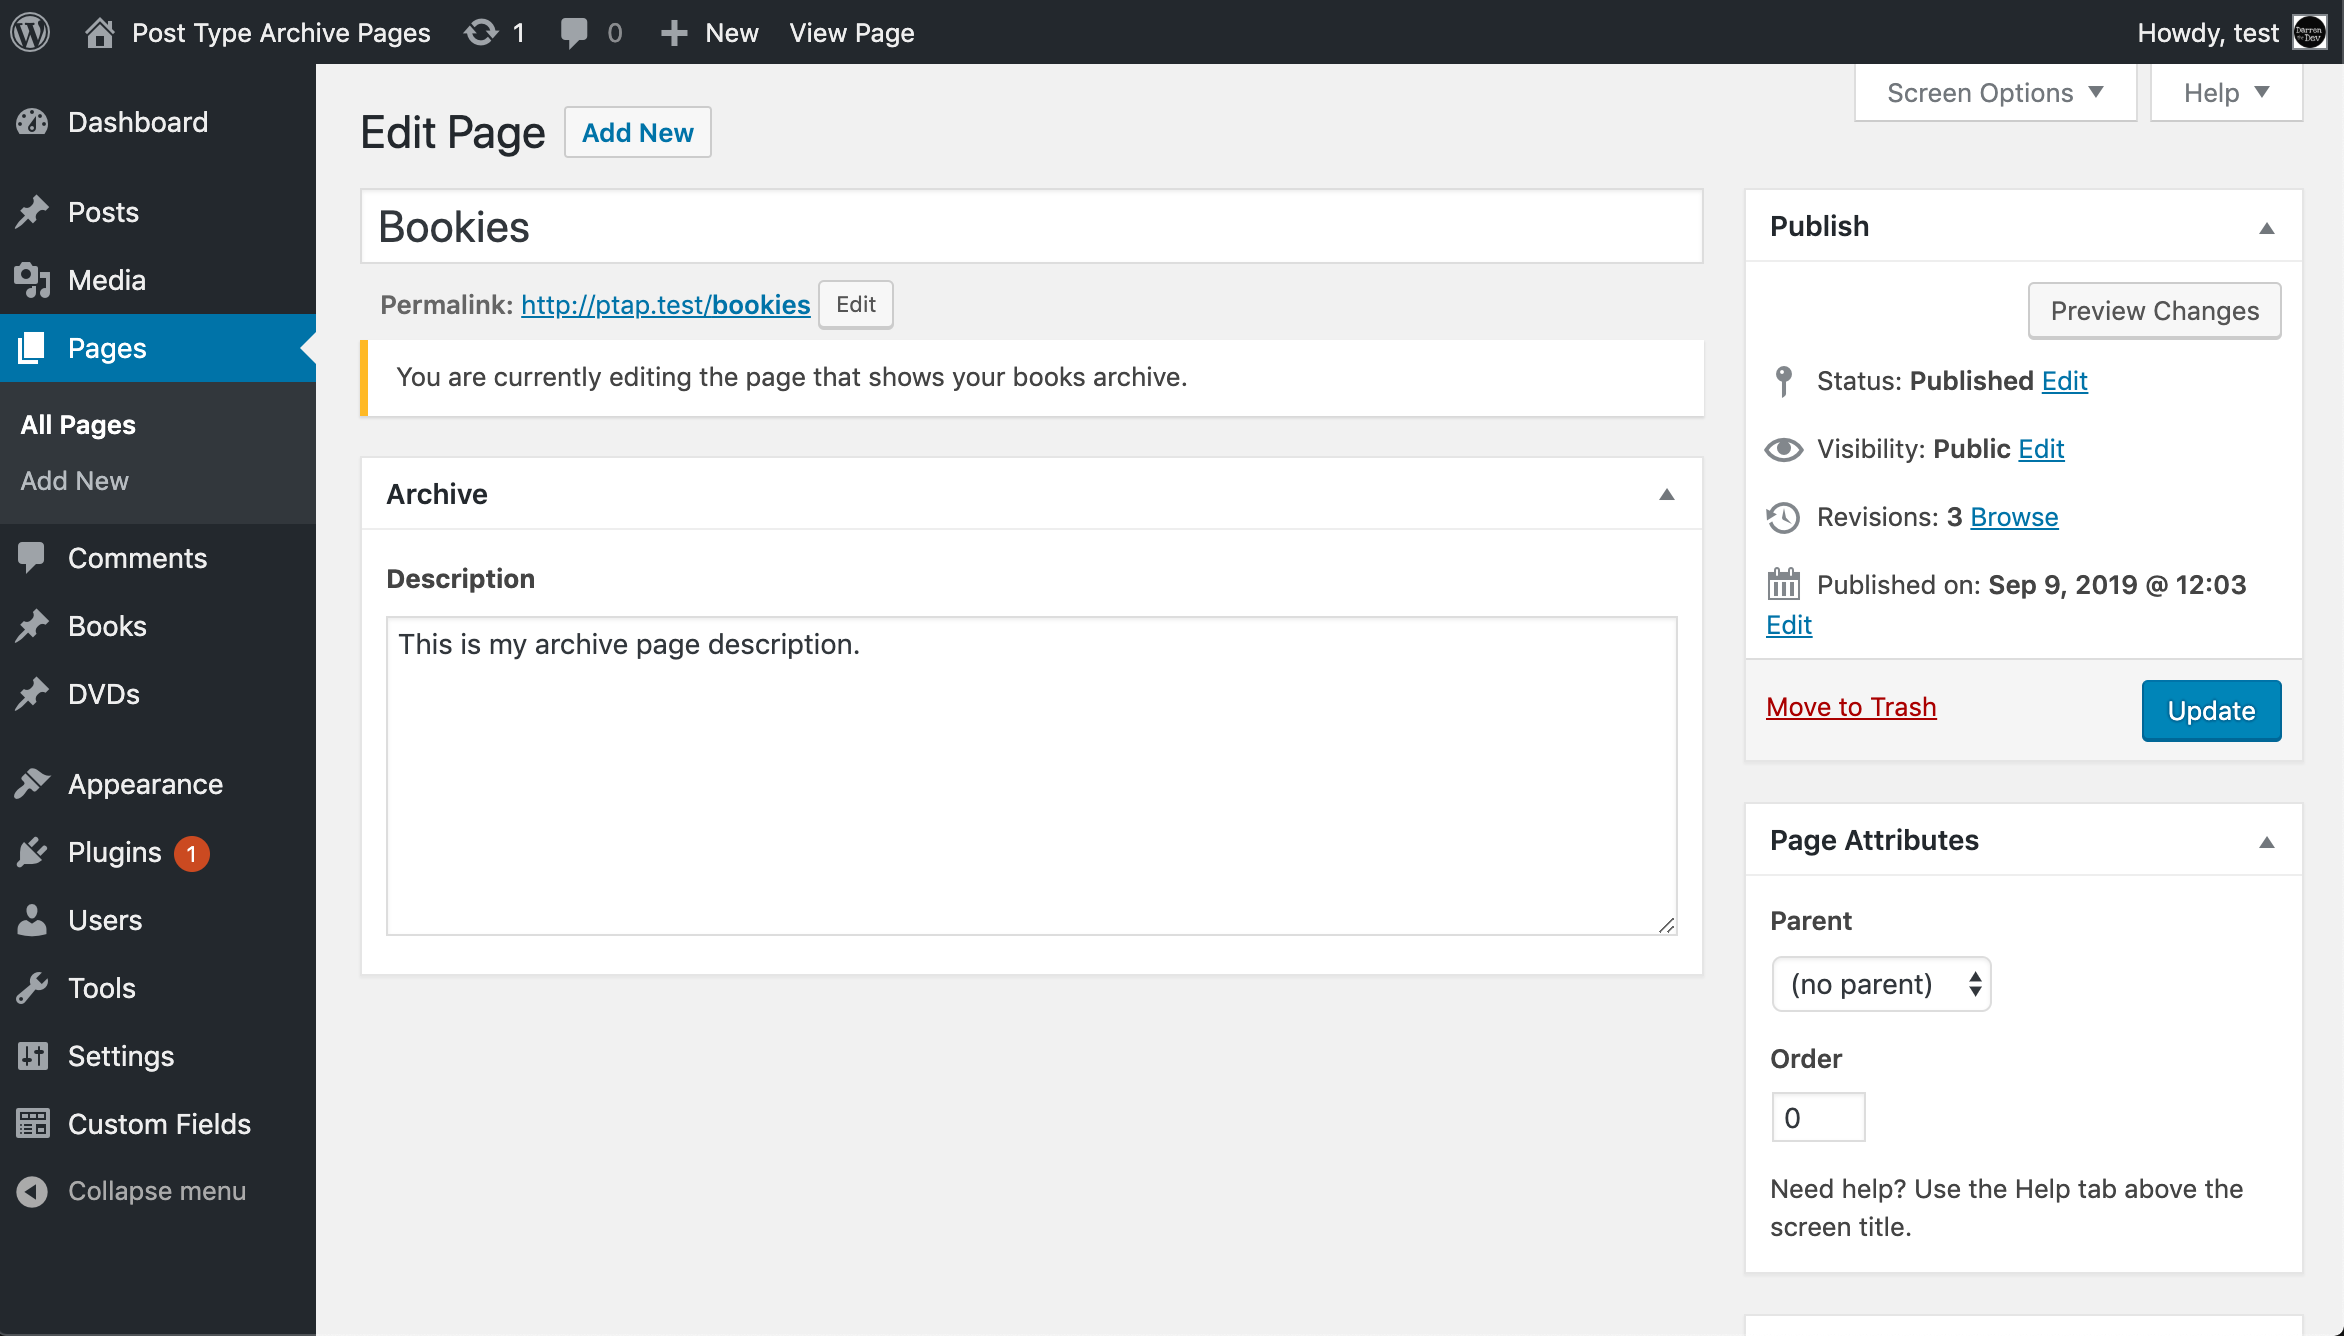 Post Type Archive Pages 1 0 New View Page Howdy, test
Screen Options Help
Dashboard
Posts
Media
Pages
All Pages
Add New
Comments
Books
DVDs
Appearance
Plugins 1
Users
Tools
Settings
Custom Fields
Collapse menu
Edit Page Add New
Bookies
Permalink: http://ptap.test/bookies Edit
You are currently editing the page that shows your books archive.
Archive
Description
This is my archive page description.
Publish
Preview Changes
Status: Published Edit
Visibility: Public Edit
Revisions: 3 Browse
Published on: Sep 9, 2019 @ 12:03
Edit
Move to Trash Update
Page Attributes
Parent
(no parent)
Order
0
Need help? Use the Help tab above the
screen title.